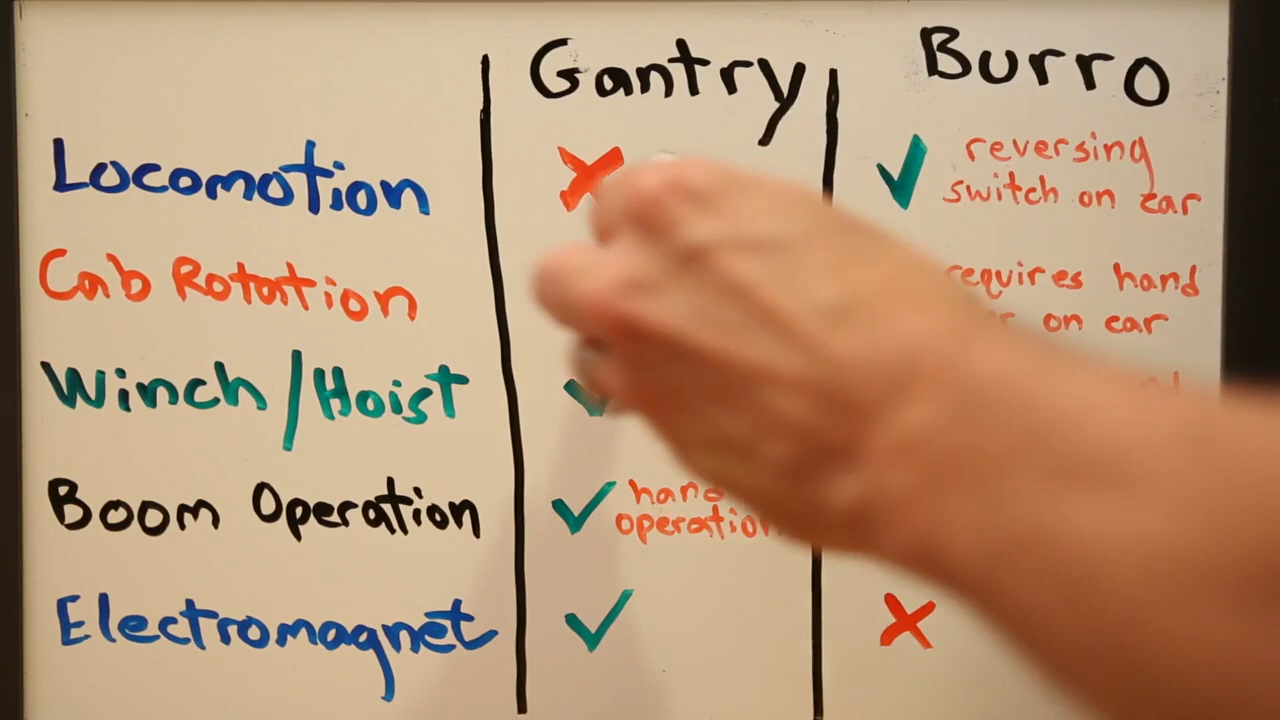 Gantry Burro
Locomotion reversing
switch on car
Cab Rotation requires hand
on car
Winch/Hoist
Boom Operation hand
operation
Electromagnet